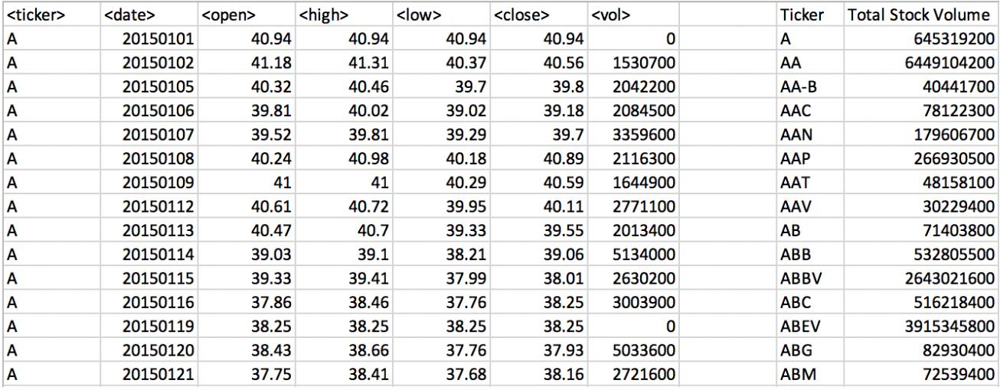 <ticker> <date> <open> <high> <low> <close> <vol> Ticker Total Stock Volume
A 20150101 40.94 40.94 40.94 40.94 0 A 645319200
A 20150102 41.18 41.31 40.37 40.56 1530700 AA 6449104200
A 20150105 40.32 40.46 39.7 39.8 2042200 AA-B 40441700
A 20150106 39.81 40.02 39.02 39.18 2084500 AAC 78122300
A 20150107 39.52 39.81 39.29 39.7 3359600 AAN 179606700
A 20150108 40.24 40.98 40.18 40.89 2116300 AAP 266930500
A 20150109 41 41 40.29 40.59 1644900 AAT 48158100
A 20150112 40.61 40.72 39.95 40.11 2771100 AAV 30229400
A 20150113 40.47 40.7 39.33 39.55 2013400 AB 71403800
A 20150114 39.03 39.1 38.21 39.06 5134000 ABB 532805500
A 20150115 39.33 39.41 37.99 38.01 2630200 ABBV 2643021600
A 20150116 37.86 38.46 37.76 38.25 3003900 ABC 516218400
A 20150119 38.25 38.25 38.25 38.25 0 ABEV 3915345800
A 20150120 38.43 38.66 37.76 37.93 5033600 ABG 82930400
A 20150121 37.75 38.41 37.68 38.16 2721600 ABM 72539400